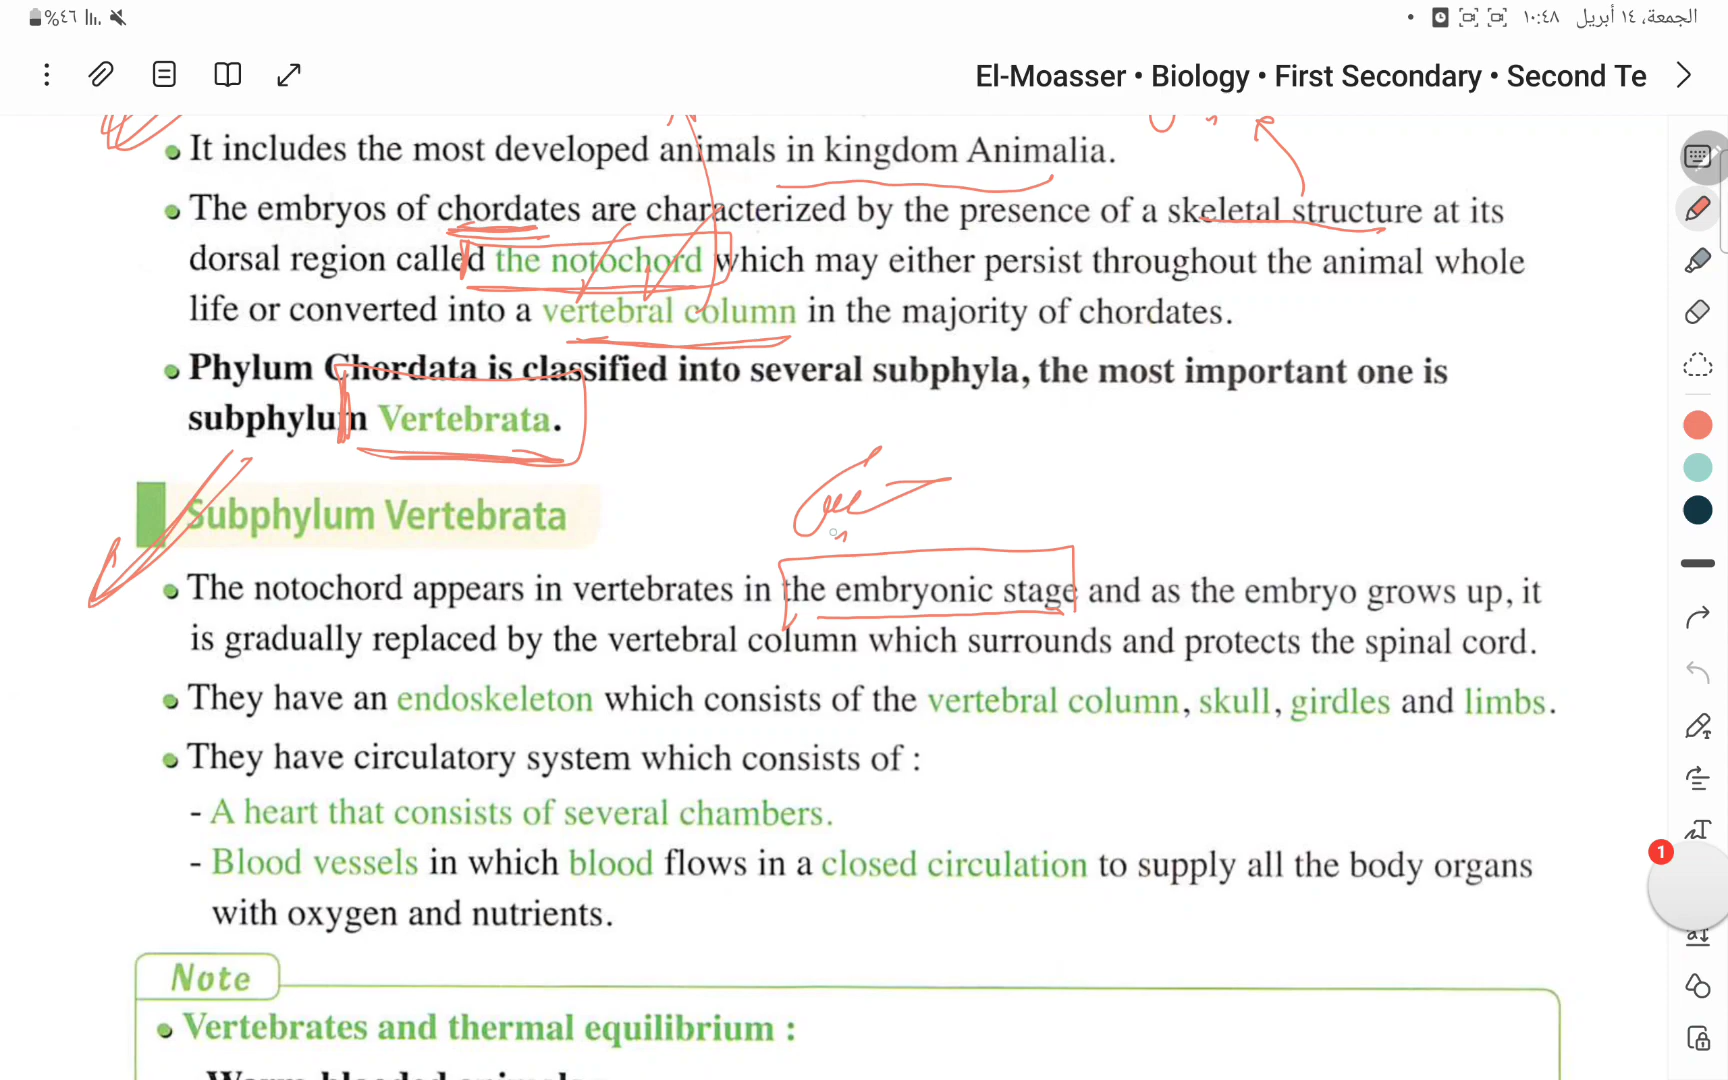 %٤٦
الجمعة، ١٤ أبريل ١٠:٤٨
El-Moasser • Biology • First Secondary • Second Te
It includes the most developed animals in kingdom Animalia.
The embryos of chordates are characterized by the presence of a skeletal structure at its
dorsal region called the notochord which may either persist throughout the animal whole
life or converted into a vertebral column in the majority of chordates.
Phylum Chordata is classified into several subphyla, the most important one is
subphylum Vertebrata.
Subphylum Vertebrata
The notochord appears in vertebrates in the embryonic stage and as the embryo grows up, it
is gradually replaced by the vertebral column which surrounds and protects the spinal cord.
They have an endoskeleton which consists of the vertebral column, skull, girdles and limbs.
They have circulatory system which consists of :
- A heart that consists of several chambers.
- Blood vessels in which blood flows in a closed circulation to supply all the body organs
with oxygen and nutrients.
1
Note
Vertebrates and thermal equilibrium :